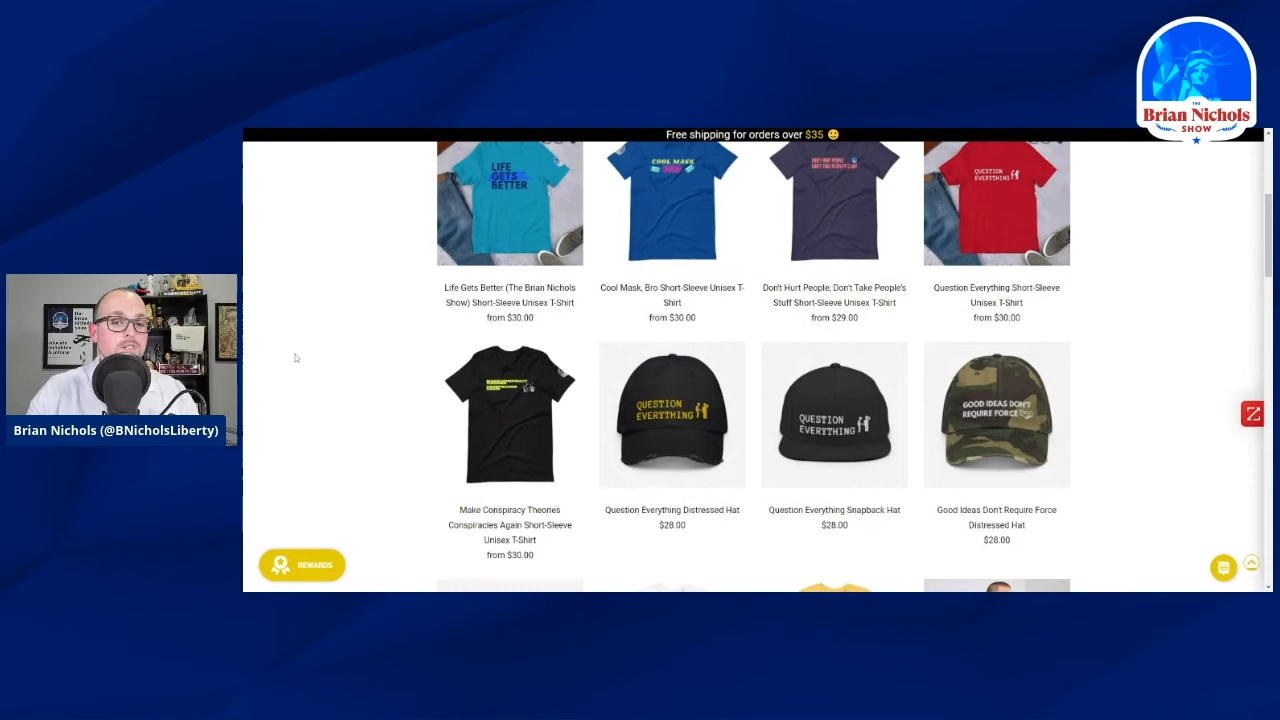 THE
Brian Nichols
SHOW
Free shipping for orders over $35
LIFE
GETS
BETTER
COOL MASK
DON'T HURT PEOPLE
DON'T TAKE PEOPLE'S STUFF
QUESTION
EVERYTHING
Life Gets Better (The Brian Nichols
Show) Short-Sleeve Unisex T-Shirt
from $30.00
Cool Mask, Bro Short-Sleeve Unisex T-
Shirt
from $30.00
Don't Hurt People, Don't Take People's
Stuff Short-Sleeve Unisex T-Shirt
from $29.00
Question Everything Short-Sleeve
Unisex T-Shirt
from $30.00
the
brian
nichols
show
educate
enlighten
& inform
Brian Nichols (@BNicholsLiberty)
QUESTION
EVERYTHING
QUESTION
EVERYTHING
GOOD IDEAS DON'T
REQUIRE FORCE
Make Conspiracy Theories
Conspiracies Again Short-Sleeve
Unisex T-Shirt
from $30.00
Question Everything Distressed Hat
$28.00
Question Everything Snapback Hat
$28.00
Good Ideas Don't Require Force
Distressed Hat
$28.00
REWARDS